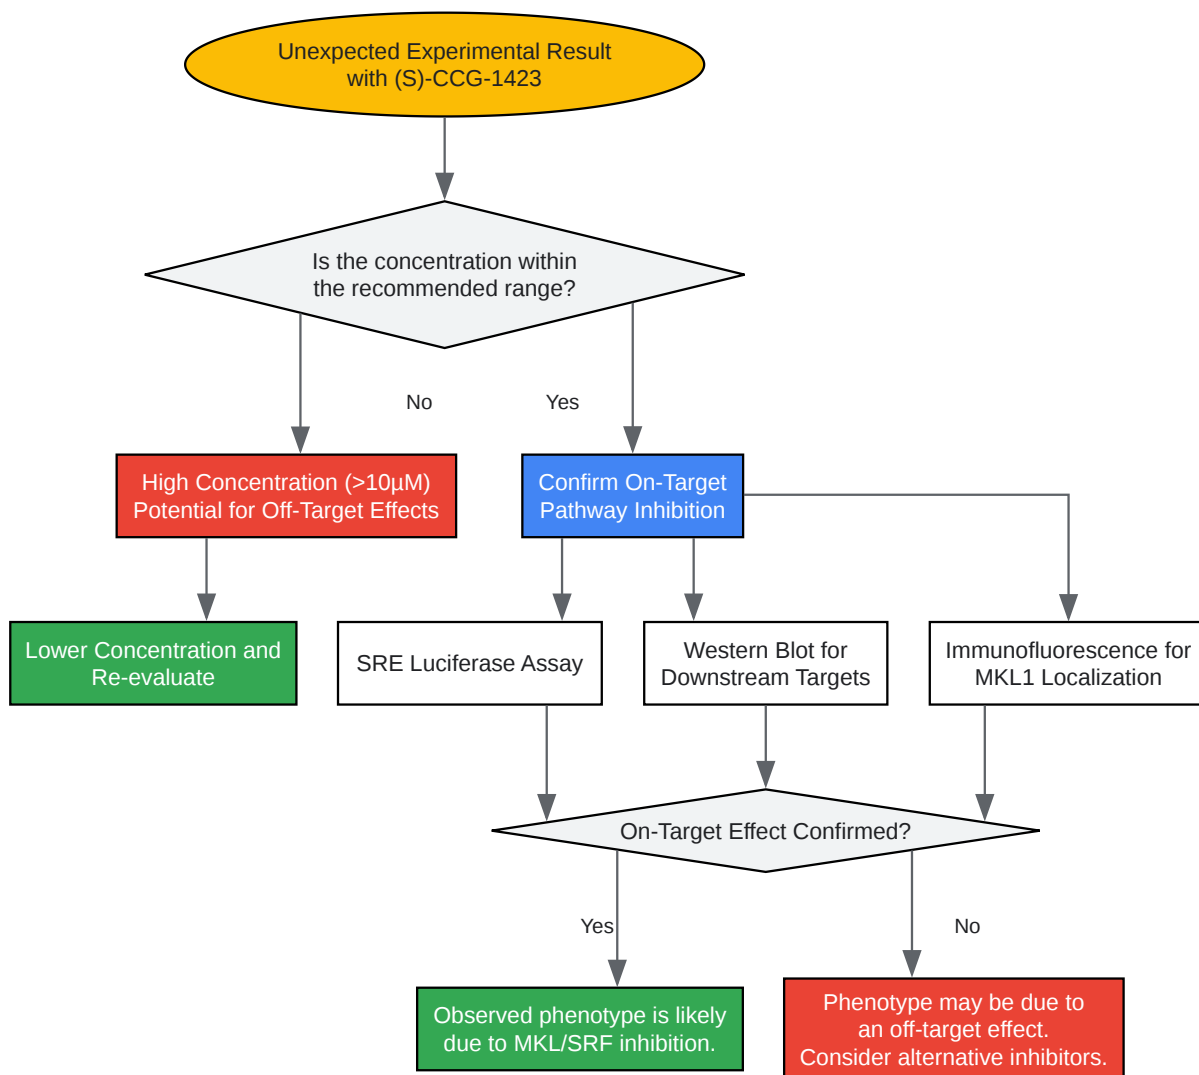 Unexpected Experimental Result
with (S)-CCG-1423
Is the concentration within
the recommended range?
No
Yes
High Concentration (>10µM)
Potential for Off-Target Effects
Confirm On-Target
Pathway Inhibition
Lower Concentration and
Re-evaluate
SRE Luciferase Assay
Western Blot for
Downstream Targets
Immunofluorescence for
MKL1 Localization
On-Target Effect Confirmed?
Yes
No
Observed phenotype is likely
due to MKL/SRF inhibition.
Phenotype may be due to
an off-target effect.
Consider alternative inhibitors.